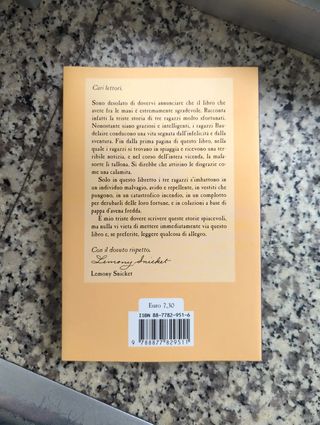 Cari lettori,
Sono desolato di dovervi annunciare che il libro che
avete fra le mani è estremamente sgradevole. Racconta
infatti la triste storia di tre ragazzi molto sfortunati.
Nonostante siano graziosi e intelligenti, i ragazzi Bau-
delaire conducono una vita segnata dall'infelicità e dalla
sventura. Fin dalla prima pagina di questo libro, nella
quale i ragazzi si trovano in spiaggia e ricevono una ter-
ribile notizia, e nel corso dell'intera vicenda, la mala-
sorte li tallona. Si direbbe che attirino le disgrazie co-
me una calamita.
Solo in questo libretto i tre ragazzi s'imbattono in
un individuo malvagio, avido e repellente, in vestiti che
pungono, in un catastrofico incendio, in un complotto
per derubarli delle loro fortune, e in colazioni a base di
pappa d'avena fredda.
È mio triste dovere scrivere queste storie spiacevoli,
ma nulla vi vieta di mettere immediatamente via questo
libro e, se preferite, leggere qualcosa di allegro.
Con il dovuto rispetto,
Lemony Snicket
Lemony Snicket
Euro 7,30
ISBN 88-7782-951-6
9 788877 829511